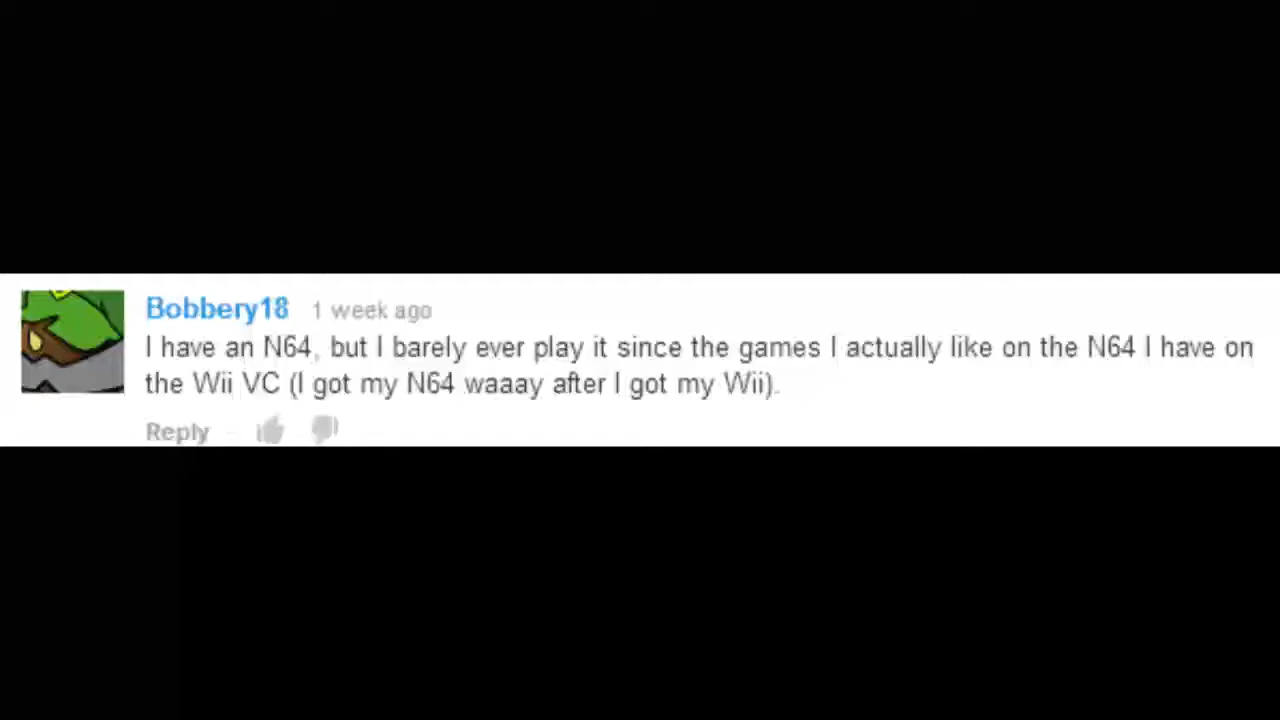 Bobbery18 1 week ago
I have an N64, but I barely ever play it since the games I actually like on the N64 I have on
the Wii VC (I got my N64 waaay after I got my Wii).
Reply